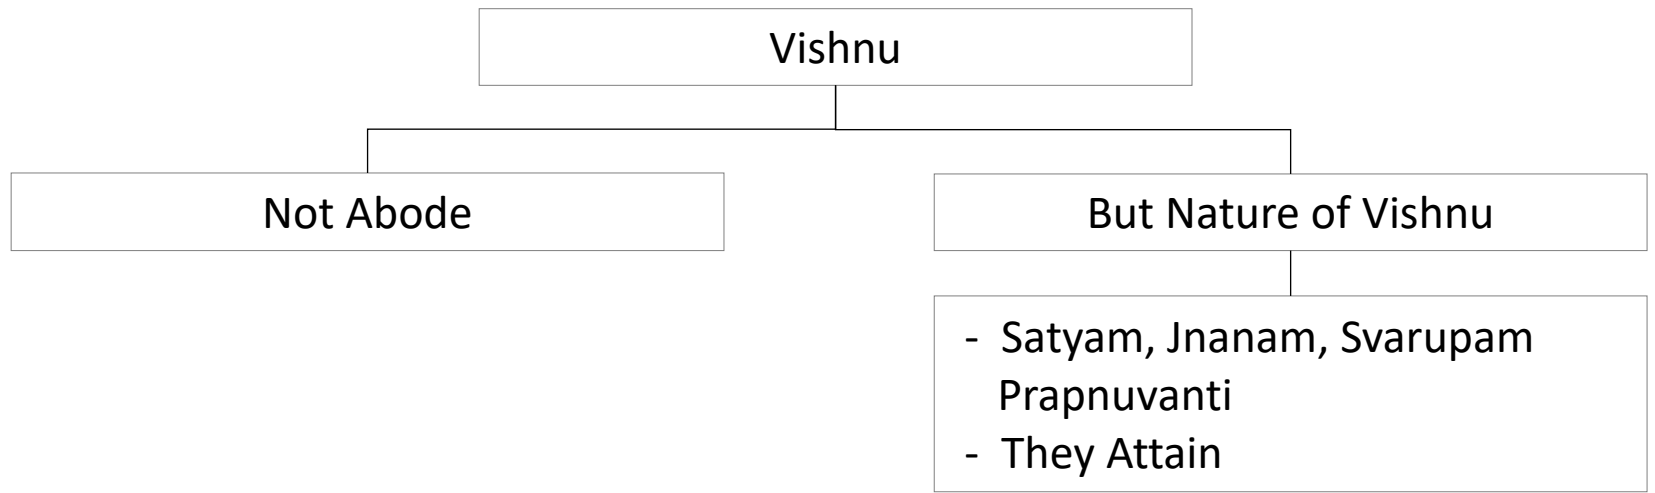 Vishnu
Not Abode
But Nature of Vishnu
- Satyam, Jnanam, Svarupam
Prapnuvanti
- They Attain